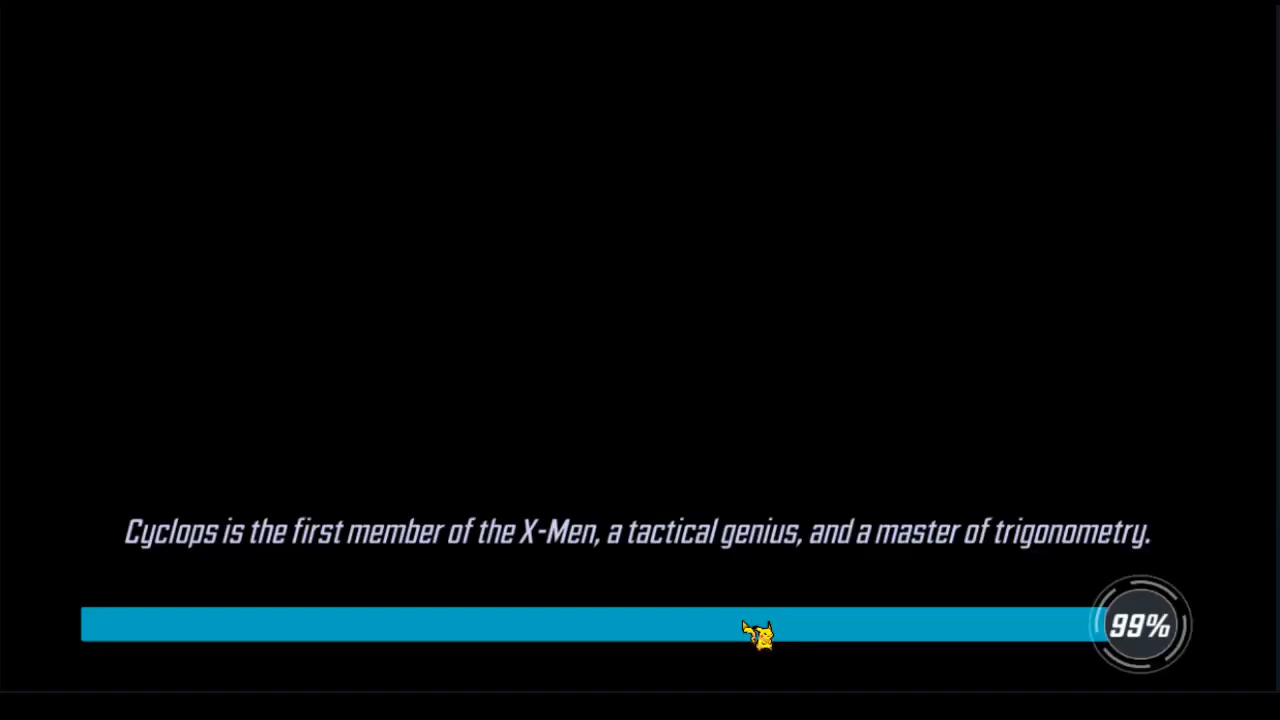 Cyclops is the first member of the X-Men, a tactical genius, and a master of trigonometry.
99%